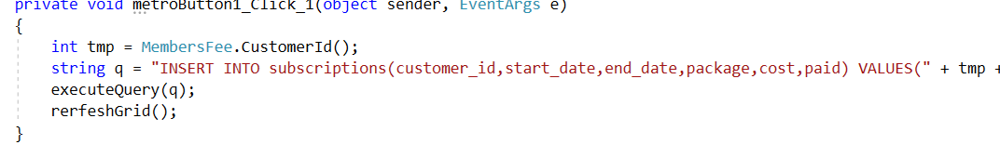 private void metroButton1_Click_1(object sender, EventArgs e)
{
int tmp = MembersFee.CustomerId();
string q = "INSERT INTO subscriptions(customer_id,start_date,end_date,package,cost,paid) VALUES(" + tmp +
executeQuery(q);
rerfeshGrid();
}